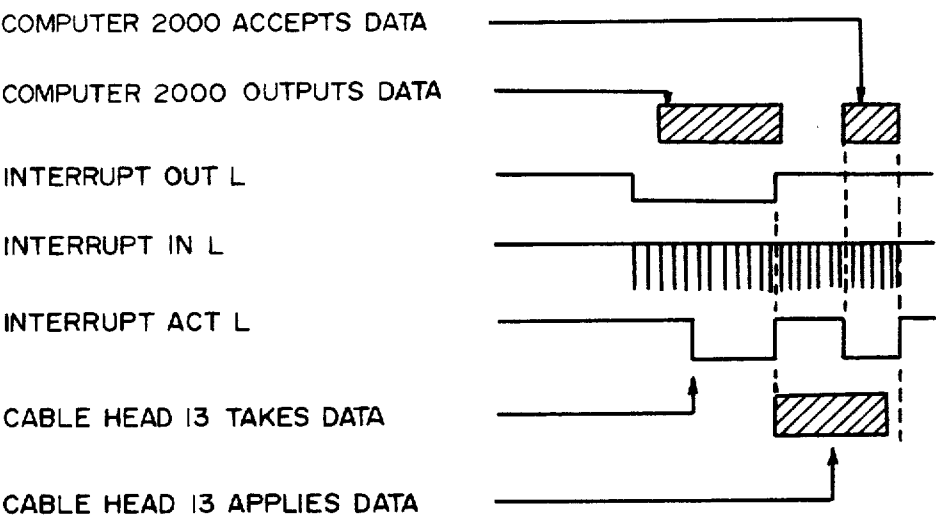 COMPUTER 2000 ACCEPTS DATA
COMPUTER 2000 OUTPUTS DATA
INTERRUPT OUT L
INTERRUPT IN L
INTERRUPT ACT L
CABLE HEAD 13 TAKES DATA
CABLE HEAD 13 APPLIES DATA